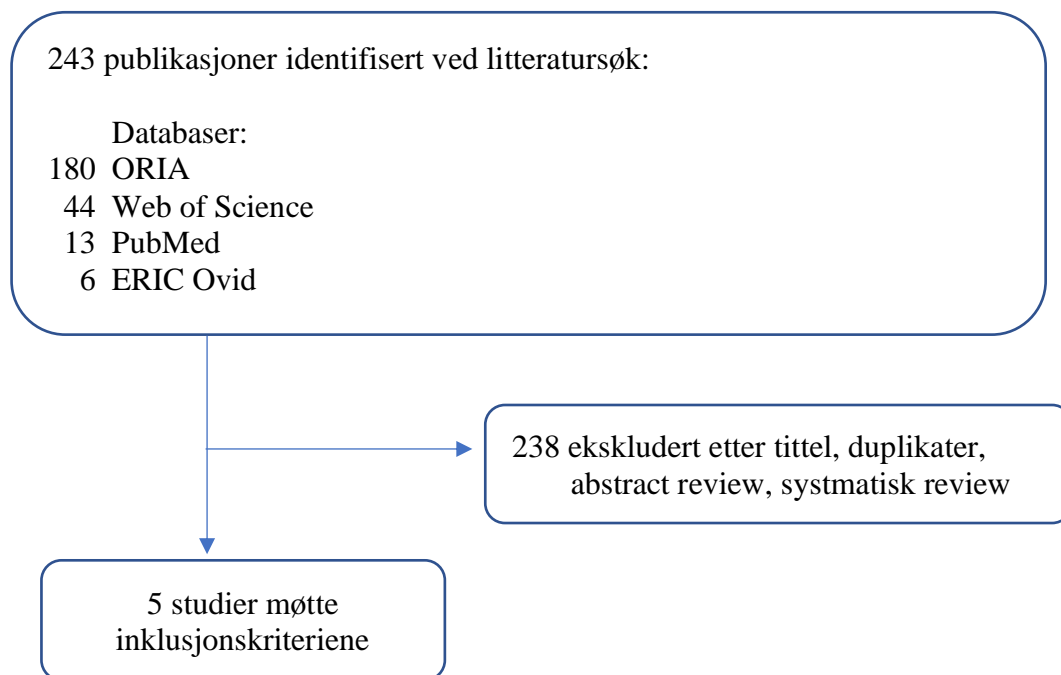 243 publikasjoner identifisert ved litteratursøk:
Databaser:
180 ORIA
44 Web of Science
13 PubMed
6 ERIC Ovid
238 ekskludert etter tittel, duplikater,
abstract review, systmatisk review
5 studier møtte
inklusjonskriteriene